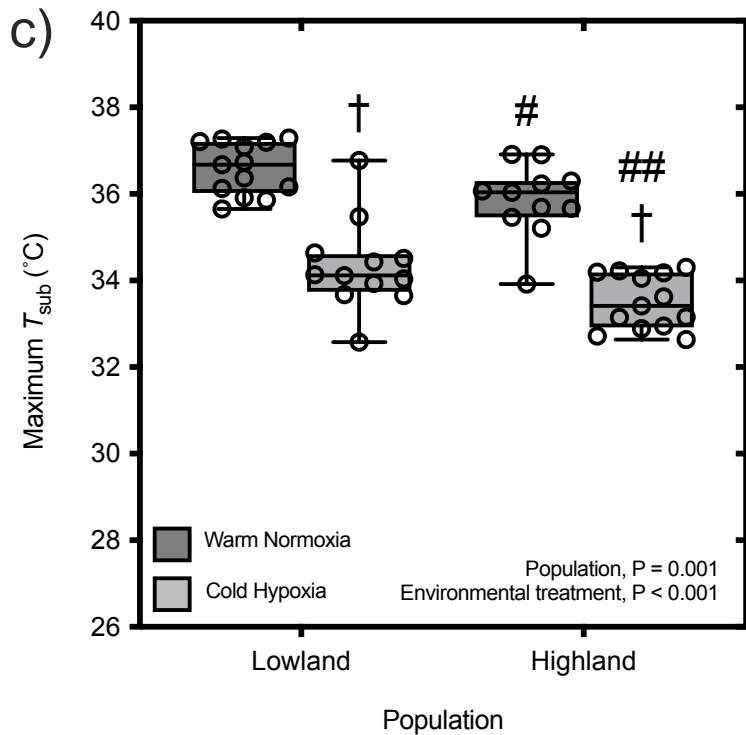 c)
40
38
36
34
32
30
28
26
Maximum Tsub (˚C)
†
#
##
†
Warm Normoxia
Cold Hypoxia
Population, P = 0.001
Environmental treatment, P < 0.001
Lowland
Highland
Population